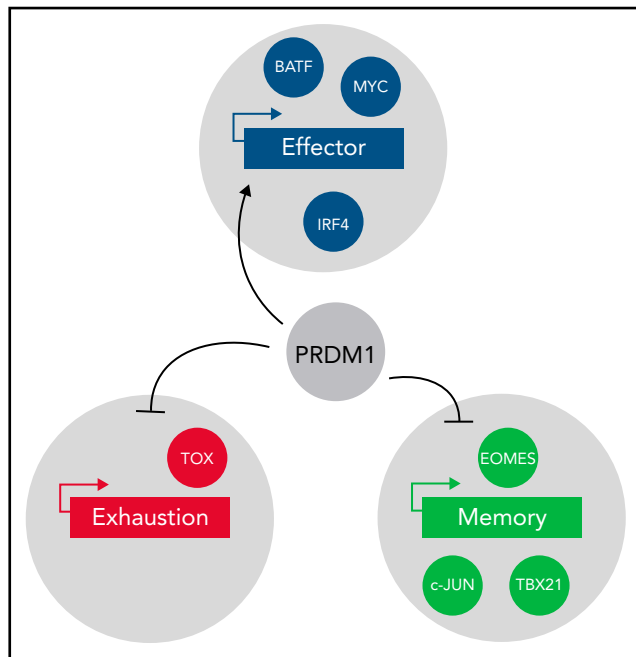 BATF
MYC
Effector
IRF4
PRDM1
TOX
Exhaustion
EOMES
Memory
c-JUN
TBX21